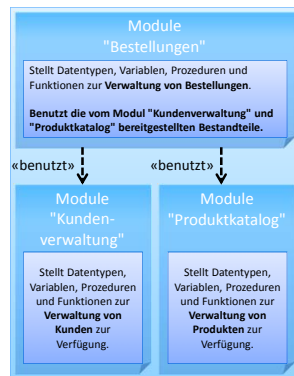 Module
"Bestellungen"
Stellt Datentypen, Variablen, Prozeduren und
Funktionen zur Verwaltung von Bestellungen.
Benutzt die vom Modul "Kundenverwaltung" und
"Produktkatalog" bereitgestellten Bestandteile.
«benutzt»
«benutzt»
Module
"Kunden-
verwaltung"
Stellt Datentypen,
Variablen, Prozeduren
und Funktionen zur
Verwaltung von
Kunden zur
Verfügung.
Module
"Produktkatalog"
Stellt Datentypen,
Variablen, Prozeduren
und Funktionen zur
Verwaltung von
Produkten zur
Verfügung.